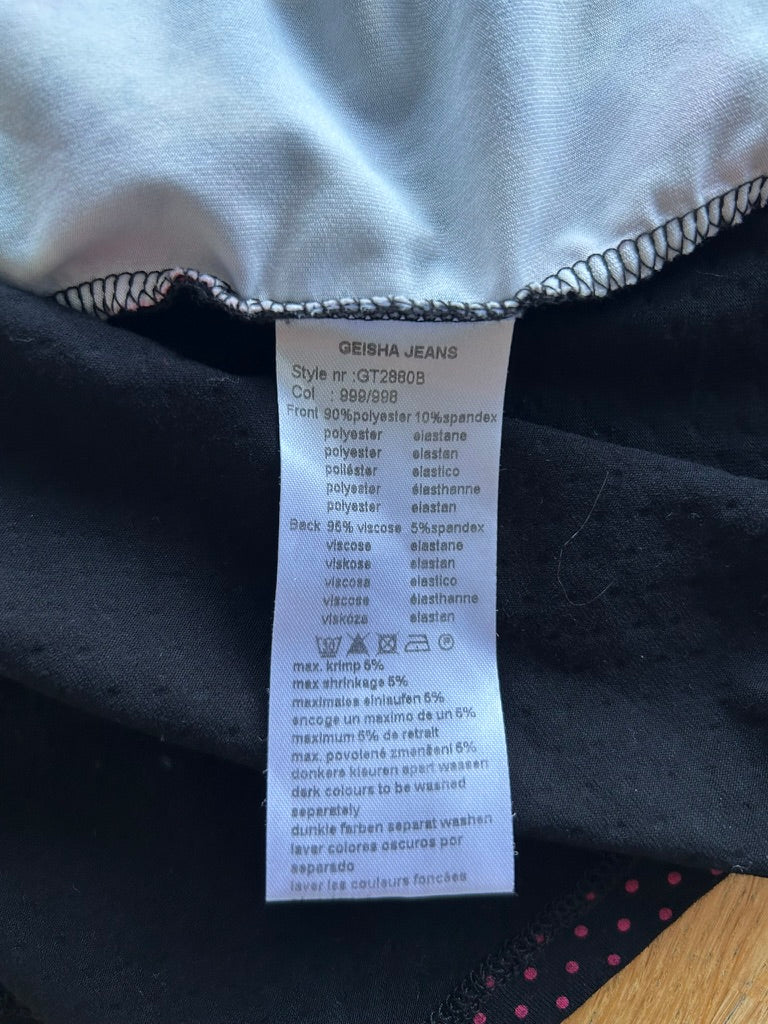 GEISHA JEANS
Style nr :GT2880B
Col : 999/998
Front 90%polyester 10%spandex
polyester elastane
polyester elastan
poliéster elastico
polyester élasthanne
polyester elastan
Back 95% viscose 5%spandex
viscose elastane
viskose elastan
viscosa elastico
viscose élasthanne
viskóza elastan
30 P
max. krimp 5%
max shrinkage 5%
maximales einlaufen 5%
encoge un maximo de un 5%
maximum 5% de retrait
max. povolené zmenšeni 5%
donkere kleuren apart wassen
dark colours to be washed
separately
dunkle farben separat washen
lavar colores oscuros por
separado
laver les couleurs foncées